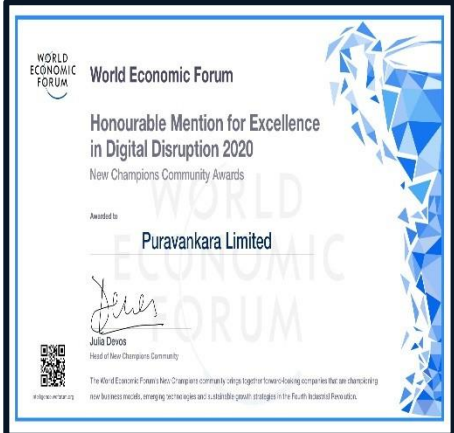 WORLD
ECONOMIC
FORUM
World Economic Forum
Honourable Mention for Excellence
in Digital Disruption 2020
New Champions Community Awards
Awarded to
Puravankara Limited
WORLD
ECONOMIC
FORUM
Julia Devos
Head of New Champions Community
The World Economic Forum's New Champions community brings together forward-looking companies that are championing
new business models, emerging technologies and sustainable growth strategies in the Fourth Industrial Revolution.